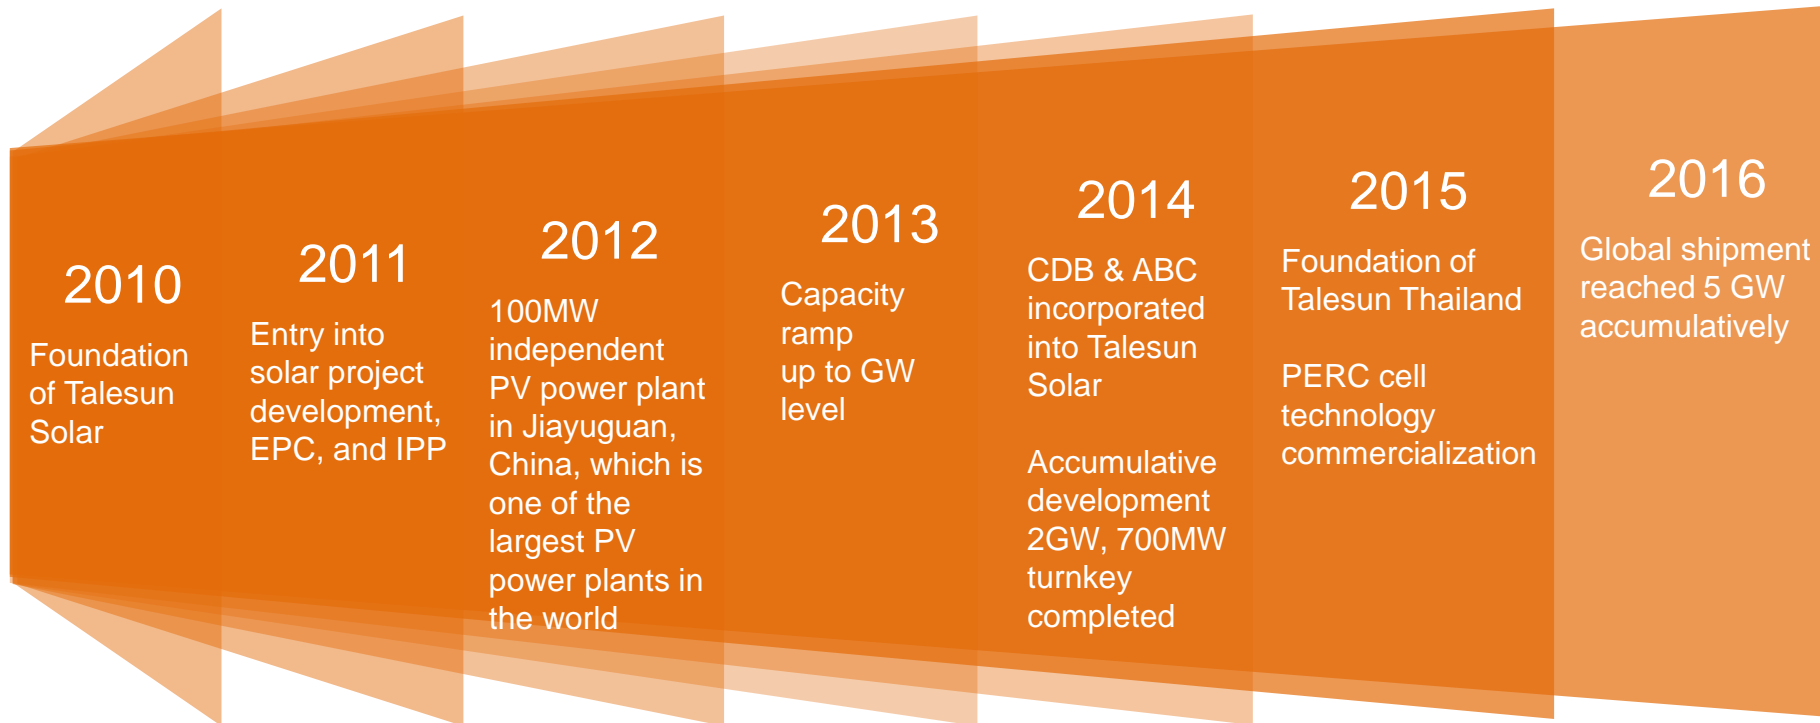 2010
Foundation
of Talesun
Solar
2011
Entry into
solar project
development,
EPC, and IPP
2012
100MW
independent
PV power plant
in Jiayuguan,
China, which is
one of the
largest PV
power plants in
the world
2013
Capacity
ramp
up to GW
level
2014
CDB & ABC
incorporated
into Talesun
Solar
Accumulative
development
2GW, 700MW
turnkey
completed
2015
Foundation of
Talesun Thailand
PERC cell
technology
commercialization
2016
Global shipment
reached 5 GW
accumulatively